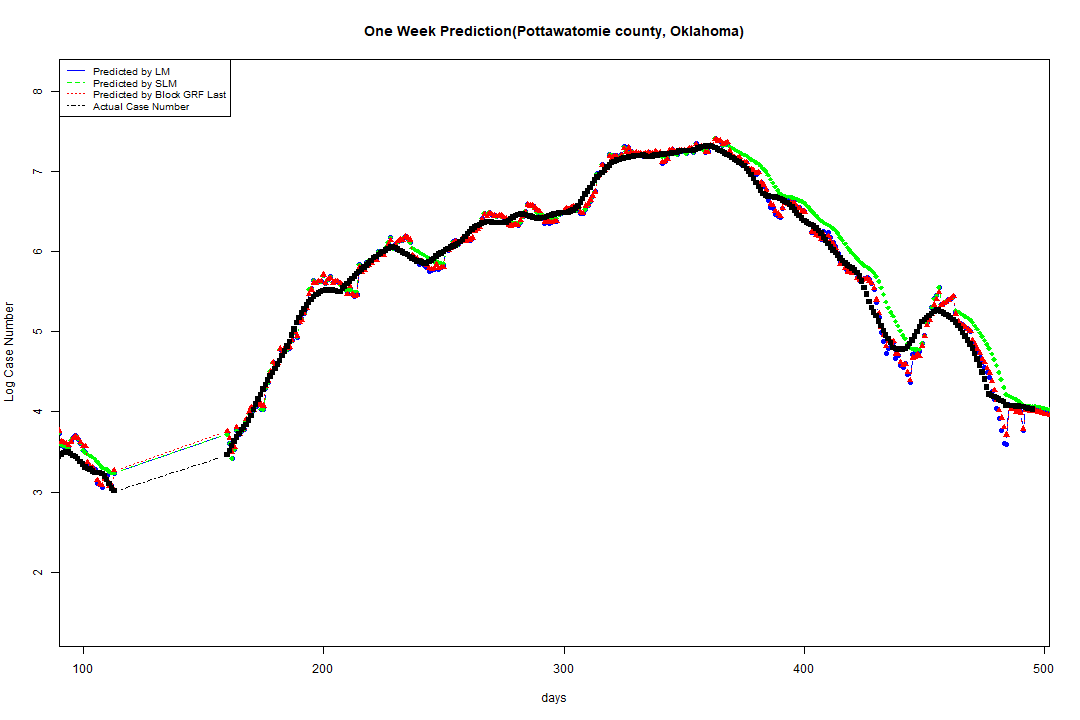 One Week Prediction(Pottawatomie county, Oklahoma)
Predicted by LM
Predicted by SLM
Predicted by Block GRF Last
Actual Case Number
8
7
6
5
4
3
2
Log Case Number
100 200 300 400 500
days